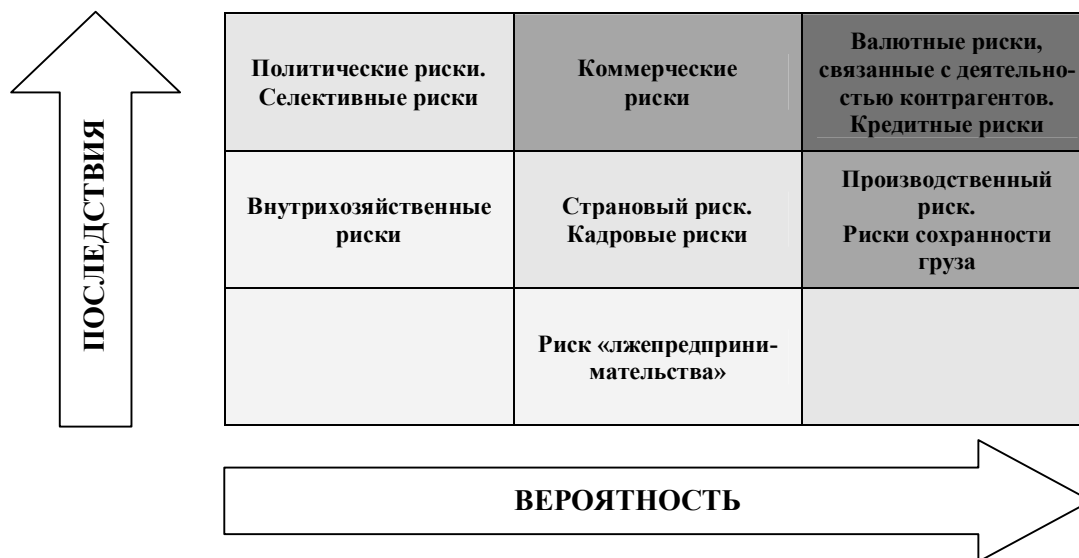 ПОСЛЕДСТВИЯ
Политические риски.
Селективные риски
Коммерческие
риски
Валютные риски,
связанные с деятельно-
стью контрагентов.
Кредитные риски
Внутрихозяйственные
риски
Страновый риск.
Кадровые риски
Производственный
риск.
Риски сохранности
груза
Риск «лжепредприни-
мательства»
ВЕРОЯТНОСТЬ